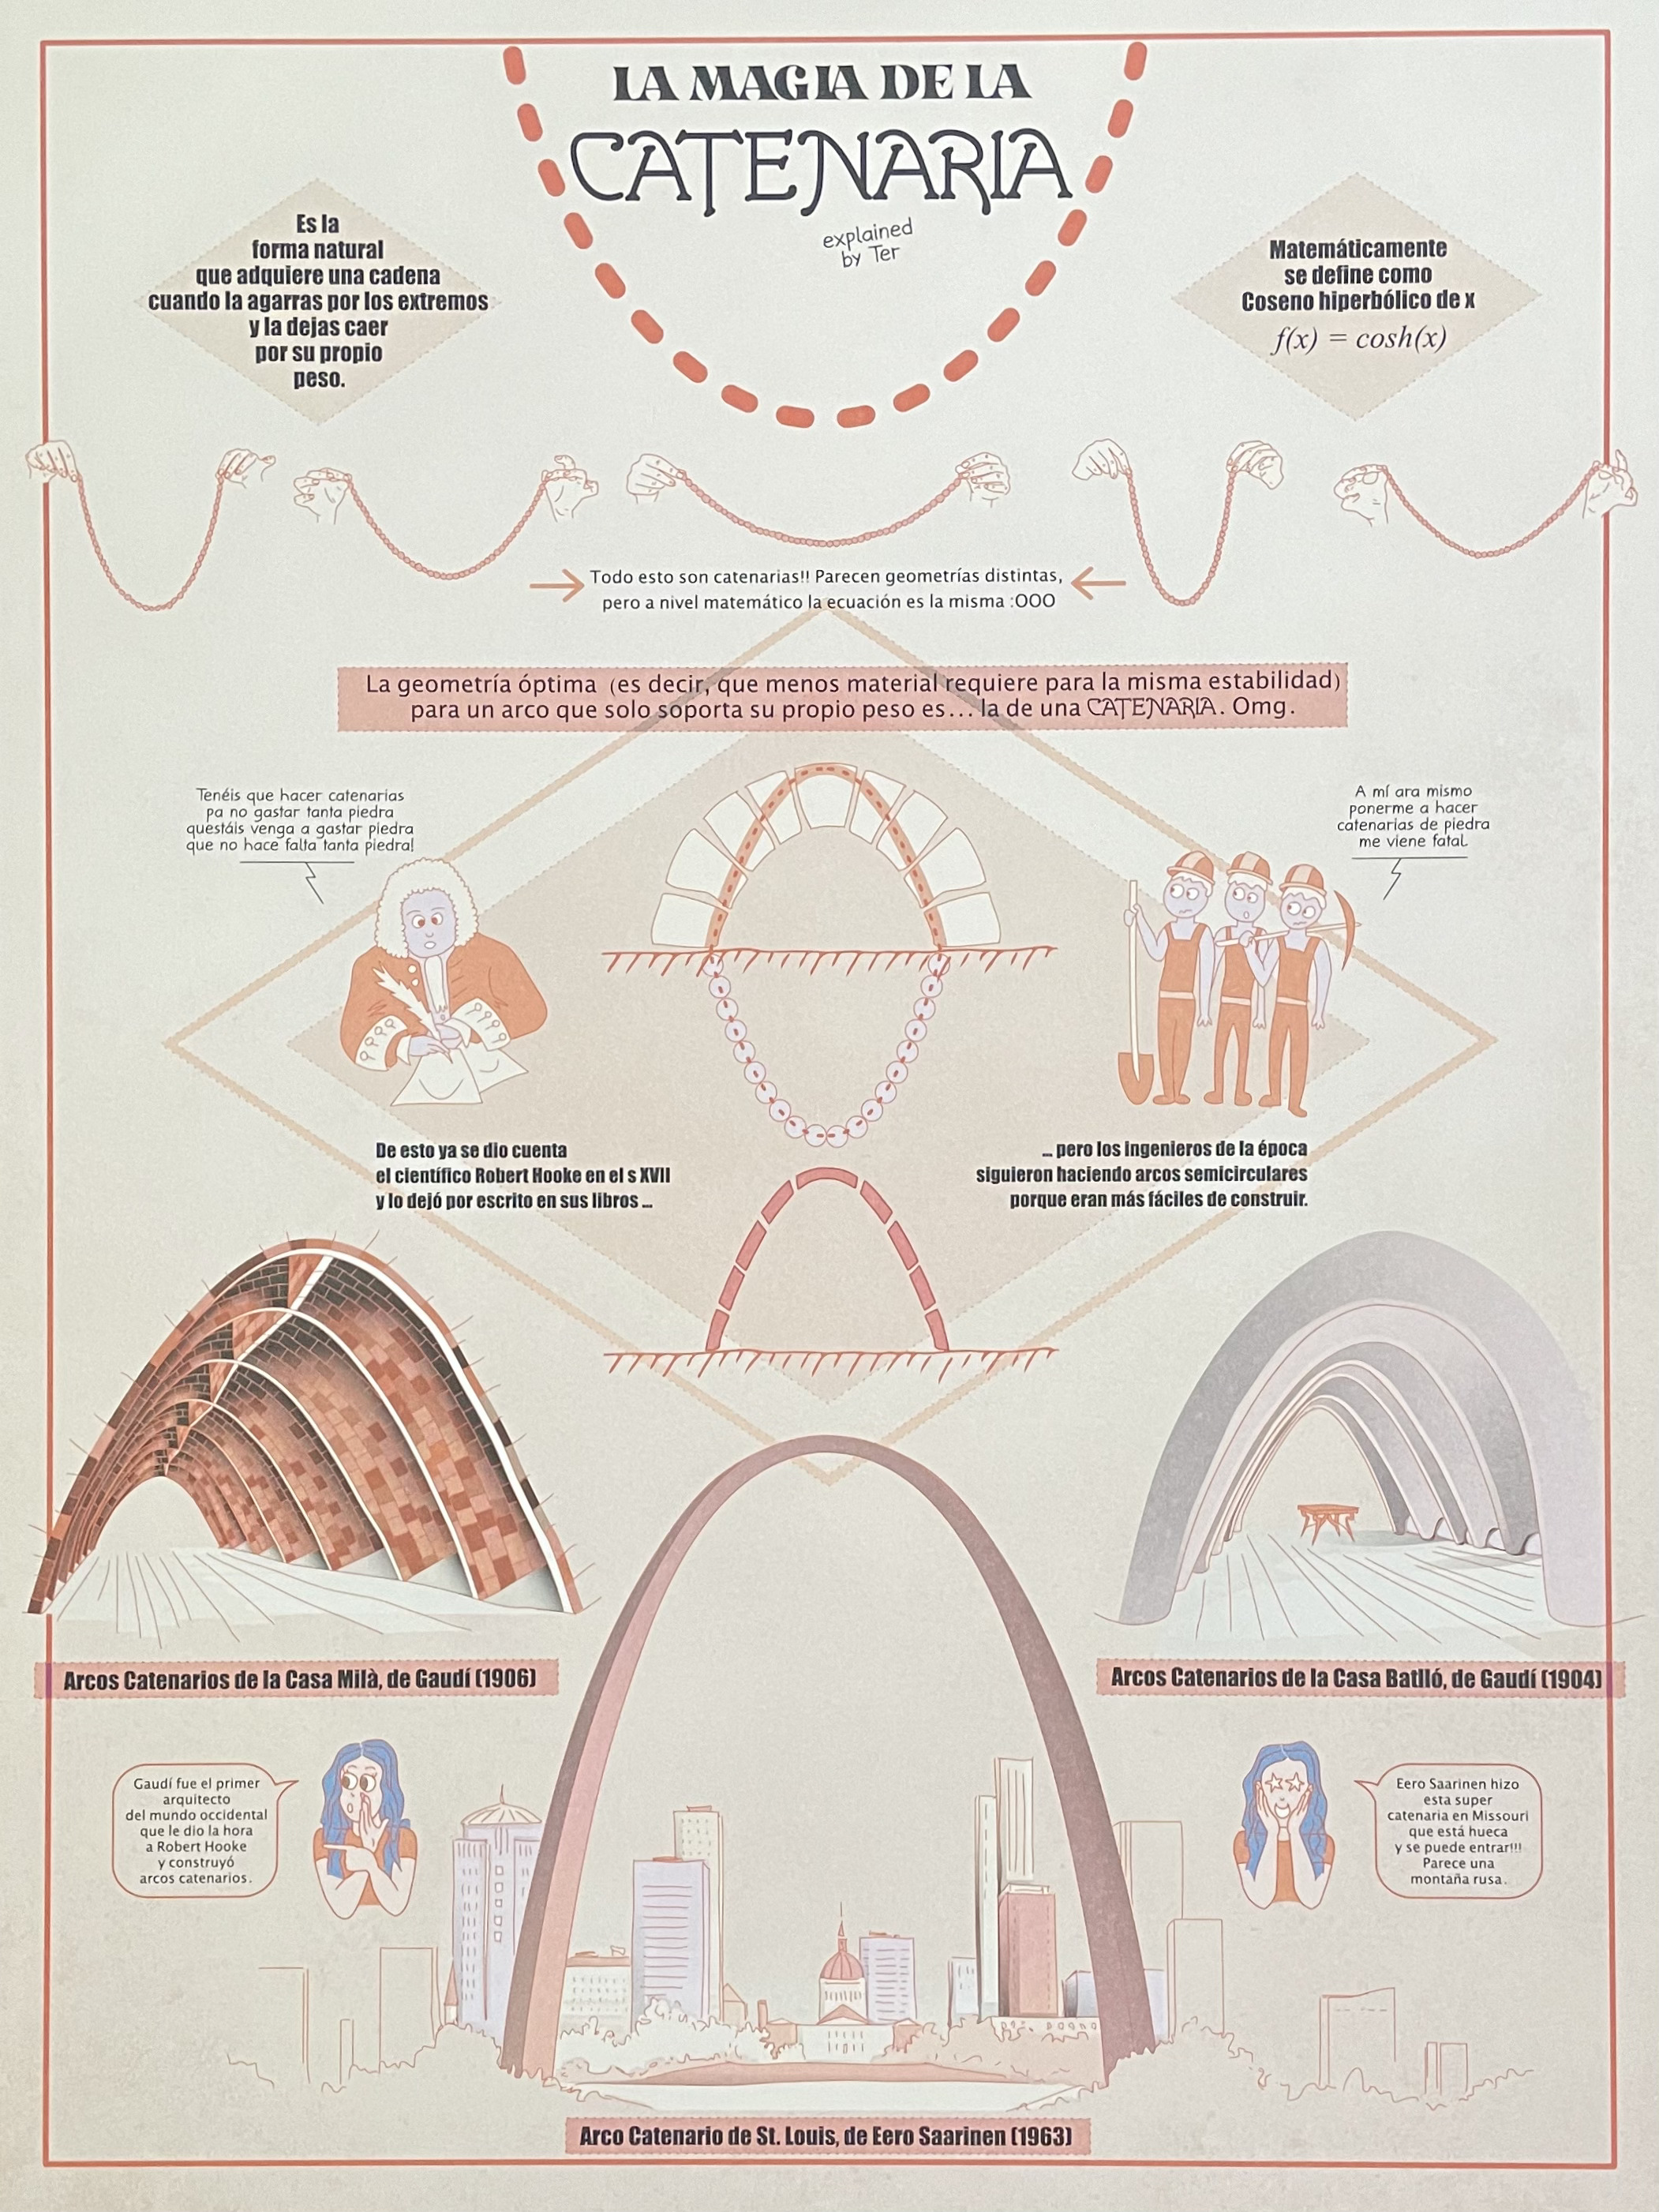 LA MAGIA DE LA
CATENARIA
explained
by Ter
Es la
forma natural
que adquiere una cadena
cuando la agarras por los extremos
y la dejas caer
por su propio
peso.
Matemáticamente
se define como
Coseno hiperbólico de x
f(x) = cosh(x)
Todo esto son catenarias!! Parecen geometrías distintas,
pero a nivel matemático la ecuación es la misma :OOO
La geometría óptima (es decir, que menos material requiere para la misma estabilidad)
para un arco que solo soporta su propio peso es... la de una CATENARIA. Omg.
Tenéis que hacer catenarias
pa no gastar tanta piedra
questáis venga a gastar piedra
que no hace falta tanta piedra!
A mí ara mismo
ponerme a hacer
catenarias de piedra
me viene fatal
De esto ya se dio cuenta
el científico Robert Hooke en el s XVII
y lo dejó por escrito en sus libros ...
... pero los ingenieros de la época
siguieron haciendo arcos semicirculares
porque eran más fáciles de construir.
Arcos Catenarios de la Casa Milà, de Gaudí (1906)
Arcos Catenarios de la Casa Batlló, de Gaudí (1904)
Gaudí fue el primer
arquitecto
del mundo occidental
que le dio la hora
a Robert Hooke
y construyó
arcos catenarios.
Eero Saarinen hizo
esta super
catenaria en Missouri
que está hueca
y se puede entrar!!!
Parece una
montaña rusa.
Arco Catenario de St. Louis, de Eero Saarinen (1963)